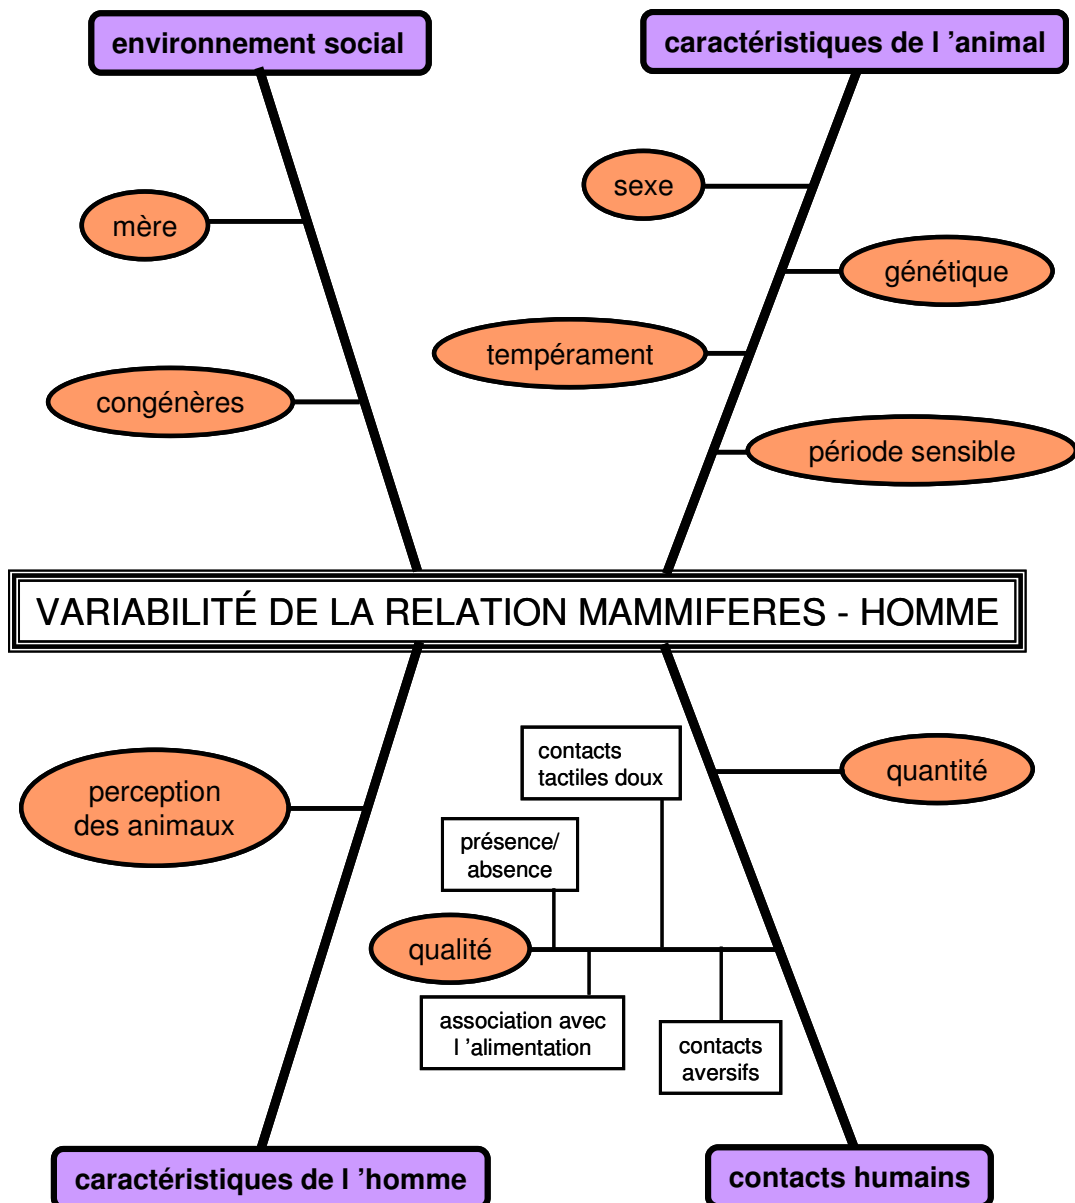 environnement social
caractéristiques de l 'animal
sexe
mère
génétique
tempérament
congénères
période sensible
VARIABILITÉ DE LA RELATION MAMMIFERES - HOMME
contacts
tactiles doux
quantité
perception
des animaux
présence/
absence
qualité
association avec
l 'alimentation
contacts
aversifs
caractéristiques de l 'homme
contacts humains